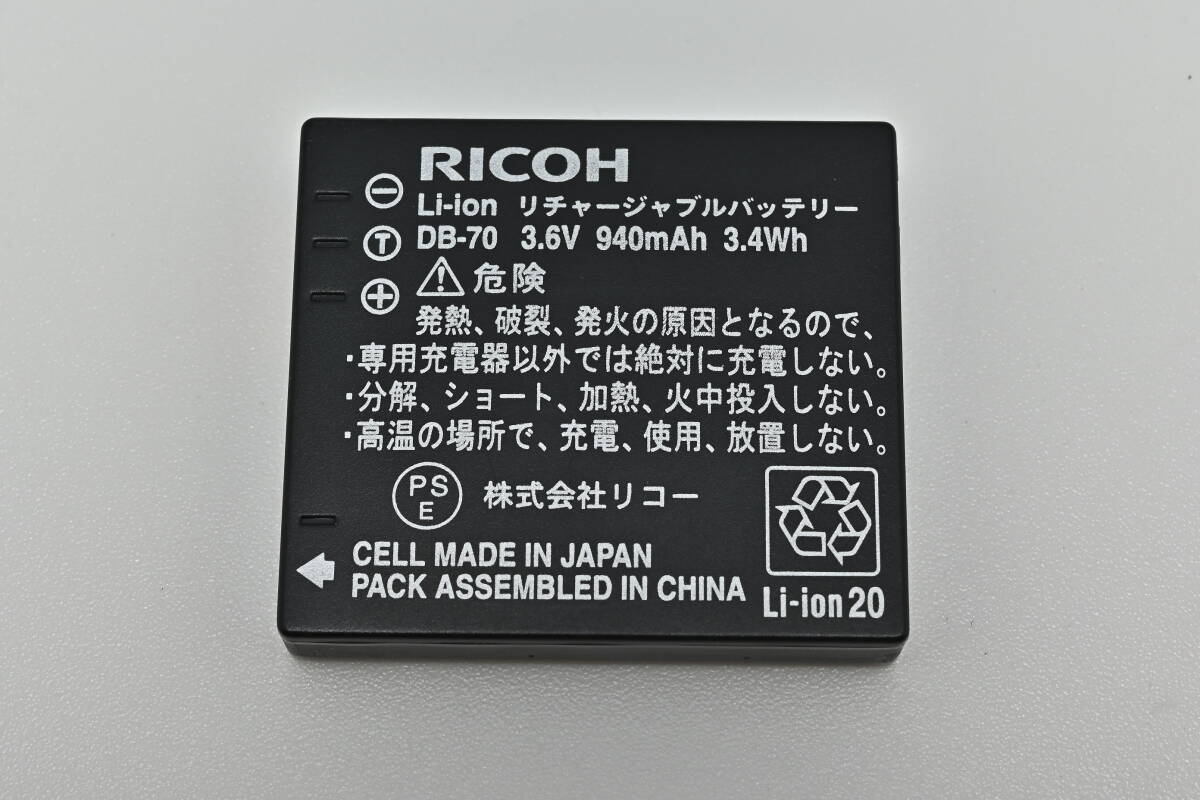 RICOH
Li-ion リチャージャブルバッテリー
DB-70 3.6V 940mAh 3.4Wh
T
危険
発熱、破裂、発火の原因となるので、
・専用充電器以外では絶対に充電しない。
・分解、ショート、加熱、火中投入しない。
・高温の場所で、充電、使用、放置しない。
PS
E
株式会社リコー
CELL MADE IN JAPAN
PACK ASSEMBLED IN CHINA
Li-ion 20